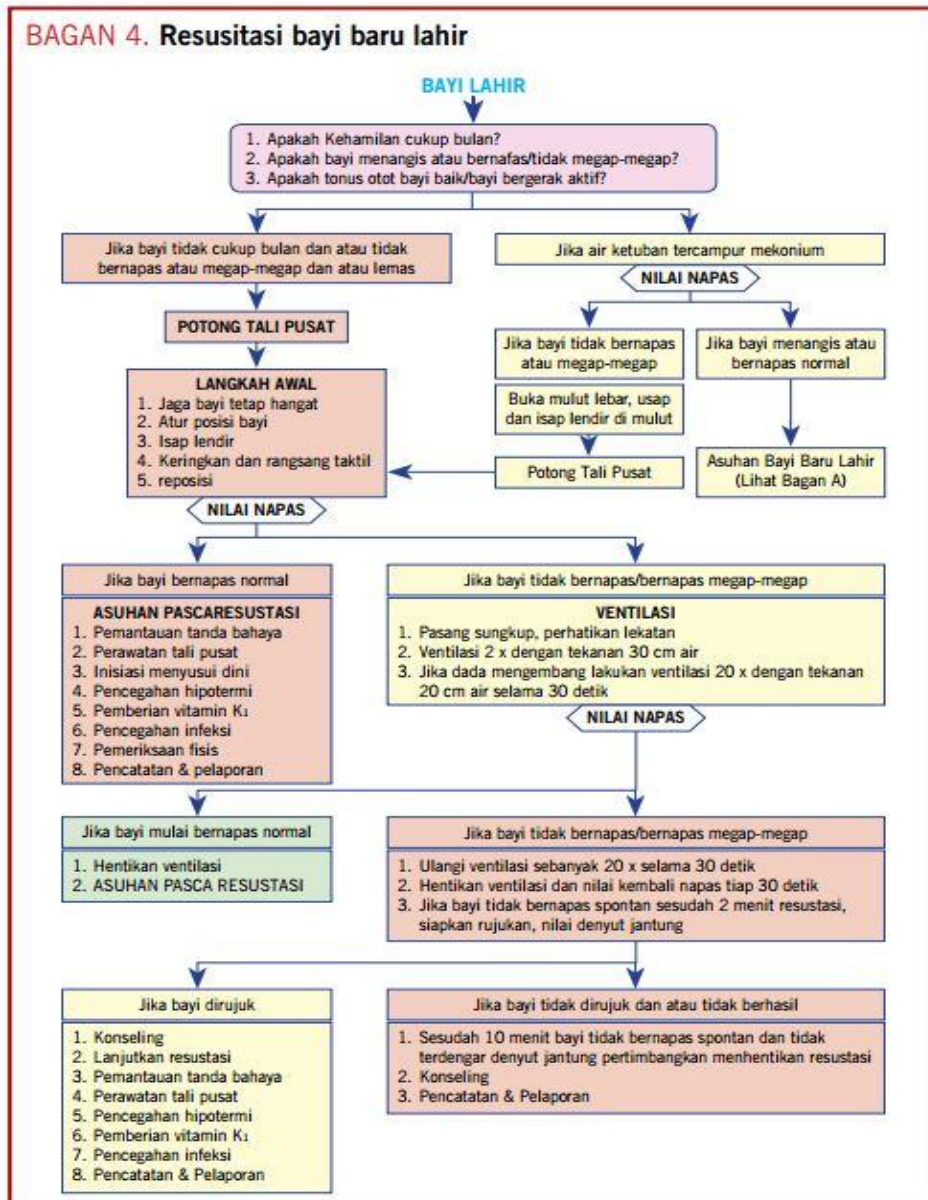 BAGAN 4. Resusitasi bayi baru lahir
BAYI LAHIR
1. Apakah Kehamilan cukup bulan?
2. Apakah bayi menangis atau bernafas/tidak megap-megap?
3. Apakah tonus otot bayi baik/bayi bergerak aktif?
Jika bayi tidak cukup bulan dan atau tidak
bernapas atau megap-megap dan atau lemas
POTONG TALI PUSAT
LANGKAH AWAL
1. Jaga bayi tetap hangat
2. Atur posisi bayi
3. Isap lendir
4. Keringkan dan rangsang taktil
5. reposisi
Jika air ketuban tercampur mekonium
NILAI NAPAS
Jika bayi tidak bernapas
atau megap-megap
Buka mulut lebar, usap
dan isap lendir di mulut
Potong Tali Pusat
Jika bayi menangis atau
bernapas normal
Asuhan Bayi Baru Lahir
(Lihat Bagan A)
NILAI NAPAS
Jika bayi bernapas normal
ASUHAN PASCARESUSTASI
1. Pemantauan tanda bahaya
2. Perawatan tali pusat
3. Inisiasi menyusui dini
4. Pencegahan hipotermi
5. Pemberian vitamin K₁
6. Pencegahan infeksi
7. Pemeriksaan fisis
8. Pencatatan & pelaporan
Jika bayi tidak bernapas/bernapas megap-megap
VENTILASI
1. Pasang sungkup, perhatikan lekatan
2. Ventilasi 2 x dengan tekanan 30 cm air
3. Jika dada mengembang lakukan ventilasi 20 x dengan tekanan
20 cm air selama 30 detik
NILAI NAPAS
Jika bayi mulai bernapas normal
1. Hentikan ventilasi
2. ASUHAN PASCA RESUSTASI
Jika bayi tidak bernapas/bernapas megap-megap
1. Ulangi ventilasi sebanyak 20 x selama 30 detik
2. Hentikan ventilasi dan nilai kembali napas tiap 30 detik
3. Jika bayi tidak bernapas spontan sesudah 2 menit resustasi,
siapkan rujukan, nilai denyut jantung
Jika bayi dirujuk
1. Konseling
2. Lanjutkan resustasi
3. Pemantauan tanda bahaya
4. Perawatan tali pusat
5. Pencegahan hipotermi
6. Pemberian vitamin K₁
7. Pencegahan infeksi
8. Pencatatan & Pelaporan
Jika bayi tidak dirujuk dan atau tidak berhasil
1. Sesudah 10 menit bayi tidak bernapas spontan dan tidak
terdengar denyut jantung pertimbangkan menhentikan resustasi
2. Konseling
3. Pencatatan & Pelaporan